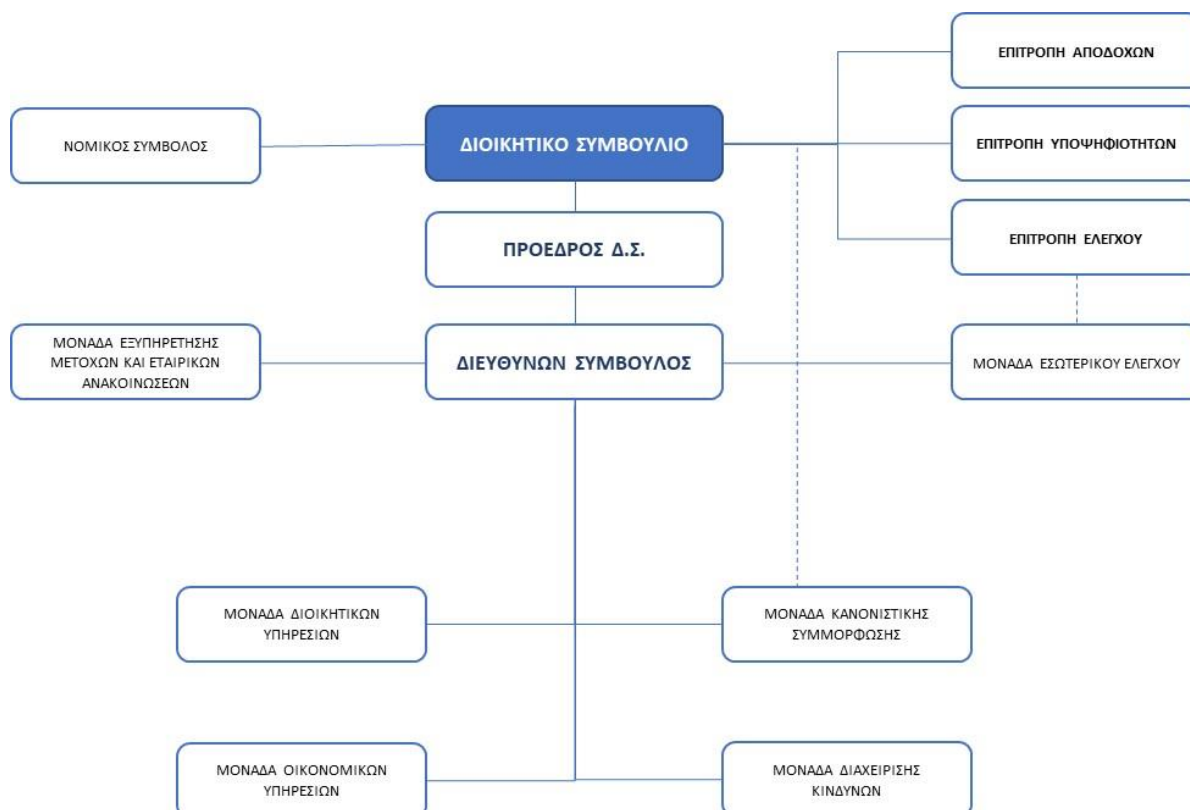 ΕΠΙΤΡΟΠΗ ΑΠΟΔΟΧΩΝ
ΝΟΜΙΚΟΣ ΣΥΜΒΟΛΟΣ
ΔΙΟΙΚΗΤΙΚΟ ΣΥΜΒΟΥΛΙΟ
ΕΠΙΤΡΟΠΗ ΥΠΟΨΗΦΙΟΤΗΤΩΝ
ΠΡΟΕΔΡΟΣ Δ.Σ.
ΕΠΙΤΡΟΠΗ ΕΛΕΓΧΟΥ
ΜΟΝΑΔΑ ΕΞΥΠΗΡΕΤΗΣΗΣ
ΜΕΤΟΧΩΝ ΚΑΙ ΕΤΑΙΡΙΚΩΝ
ΑΝΑΚΟΙΝΩΣΕΩΝ
ΔΙΕΥΘΥΝΩΝ ΣΥΜΒΟΥΛΟΣ
ΜΟΝΑΔΑ ΕΣΩΤΕΡΙΚΟΥ ΕΛΕΓΧΟΥ
ΜΟΝΑΔΑ ΔΙΟΙΚΗΤΙΚΩΝ
ΥΠΗΡΕΣΙΩΝ
ΜΟΝΑΔΑ ΚΑΝΟΝΙΣΤΙΚΗΣ
ΣΥΜΜΟΡΦΩΣΗΣ
ΜΟΝΑΔΑ ΟΙΚΟΝΟΜΙΚΩΝ
ΥΠΗΡΕΣΙΩΝ
ΜΟΝΑΔΑ ΔΙΑΧΕΙΡΙΣΗΣ
ΚΙΝΔΥΝΩΝ